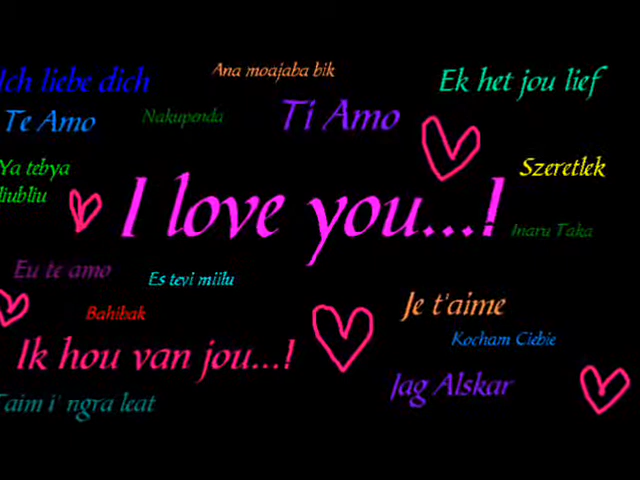 Ana moajaba bik
Ich liebe dich
Ek het jou lief
Te Amo
Nakupenda
Ti Amo
Ya tebya
liubliu
Szeretlek
I love you...!
Inaru Taka
Eu te amo
Es tevi miilu
Bahibak
Je t'aime
Kocham Ciebie
Ik hou van jou...!
Jag Alskar
Taim i' ngra leat